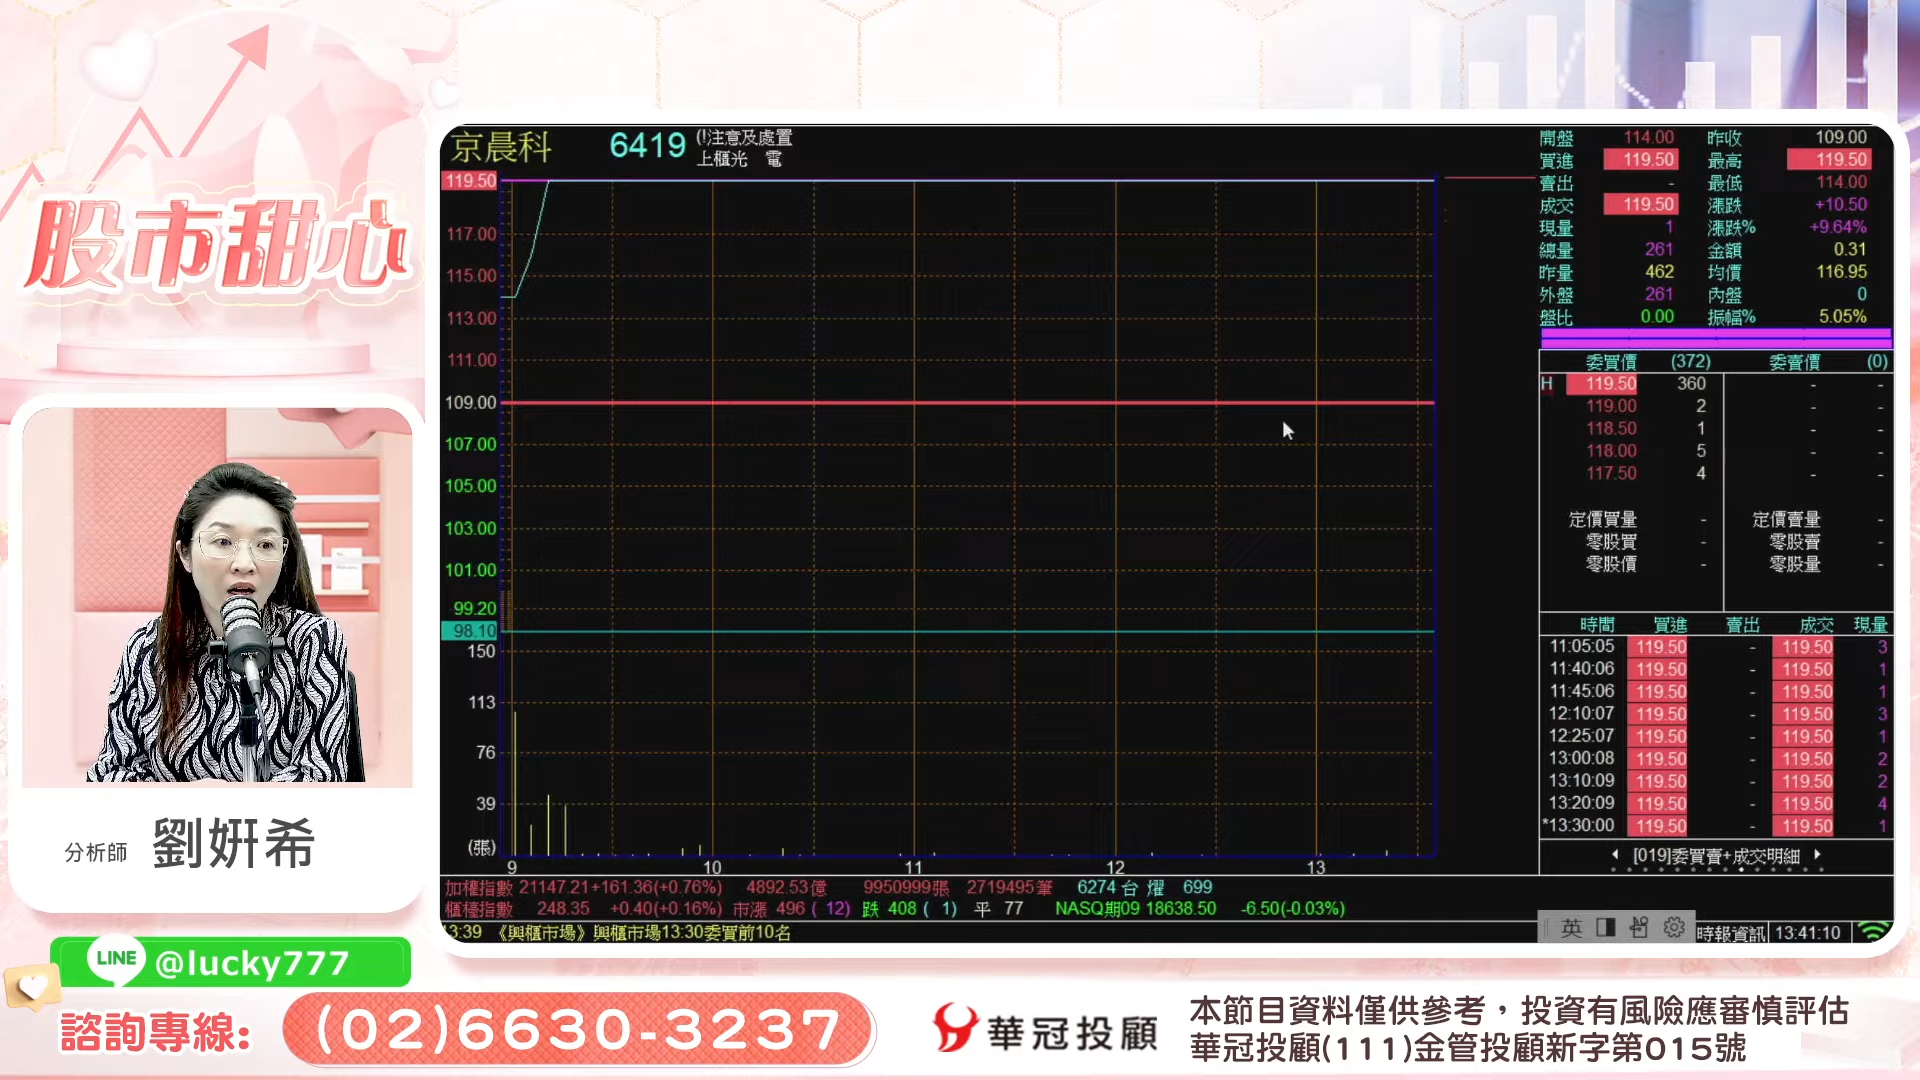 股市甜心
分析師 劉妍希
LINE @lucky777
諮詢專線: (02)6630-3237
華冠投顧
本節目資料僅供參考，投資有風險應審慎評估
華冠投顧(111)金管投顧新字第015號
京晨科 6419 (!注意及處置
上櫃光 電
119.50
117.00
115.00
113.00
111.00
109.00
107.00
105.00
103.00
101.00
99.20
98.10
150
113
76
39
(張)
9 10 11 12 13
開盤 114.00 昨收 109.00
買進 119.50 最高 119.50
賣出 - 最低 114.00
成交 119.50 漲跌 +10.50
現量 1 漲跌% +9.64%
總量 261 金額 0.31
昨量 462 均價 116.95
外盤 261 內盤 0
盤比 0.00 振幅% 5.05%
委買價 (372) 委賣價 (0)
H 119.50 360 - -
119.00 2 - -
118.50 1 - -
118.00 5 - -
117.50 4 - -
定價買量 - 定價賣量 -
零股買 - 零股賣 -
零股價 - 零股量 -
時間 買進 賣出 成交 現量
11:05:05 119.50 - 119.50 3
11:40:06 119.50 - 119.50 1
11:45:06 119.50 - 119.50 1
12:10:07 119.50 - 119.50 3
12:25:07 119.50 - 119.50 1
13:00:08 119.50 - 119.50 2
13:10:09 119.50 - 119.50 2
13:20:09 119.50 - 119.50 4
*13:30:00 119.50 - 119.50 1
[019]委買賣+成交明細
加權指數 21147.21+161.36(+0.76%) 4892.53億 9950999張 2719495筆 6274 台 燿 699
櫃檯指數 248.35 +0.40(+0.16%) 市漲 496 ( 12) 跌 408 ( 1) 平 77 NASQ期09 18638.50 -6.50(-0.03%)
13:39 《興櫃市場》興櫃市場13:30委買前10名
英
時報資訊 13:41:10